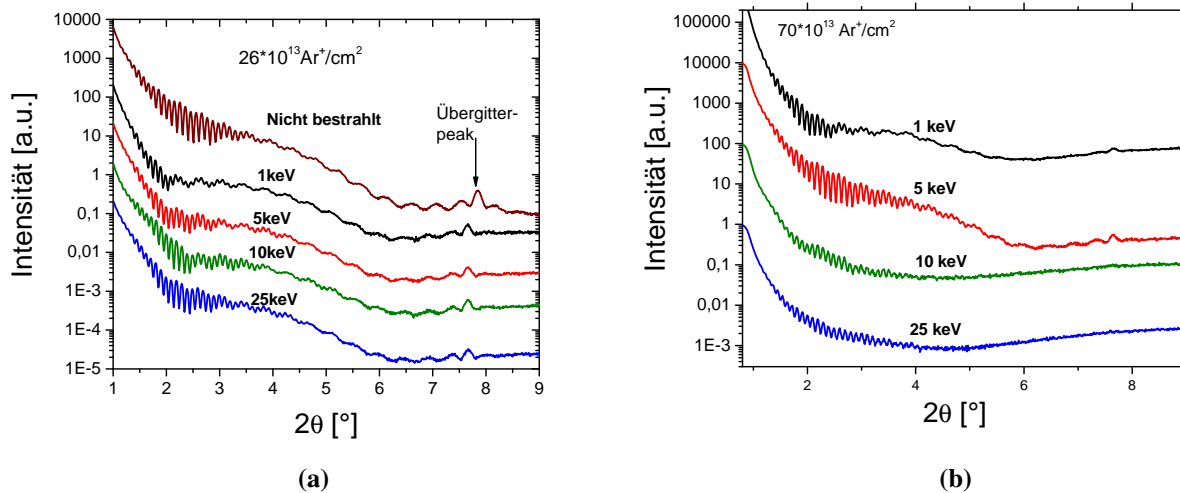 26*10¹³Ar⁺/cm²
Nicht bestrahlt
Übergitter-
peak
1keV
5keV
10keV
25keV
10000
1000
100
10
1
0,1
0,01
1E-3
1E-4
1E-5
1 2 3 4 5 6 7 8 9
Intensität [a.u.]
2θ [°]
(a)
70*10¹³ Ar⁺/cm²
1 keV
5 keV
10 keV
25 keV
100000
10000
1000
100
10
1
0,1
0,01
1E-3
2 4 6 8
Intensität [a.u.]
2θ [°]
(b)